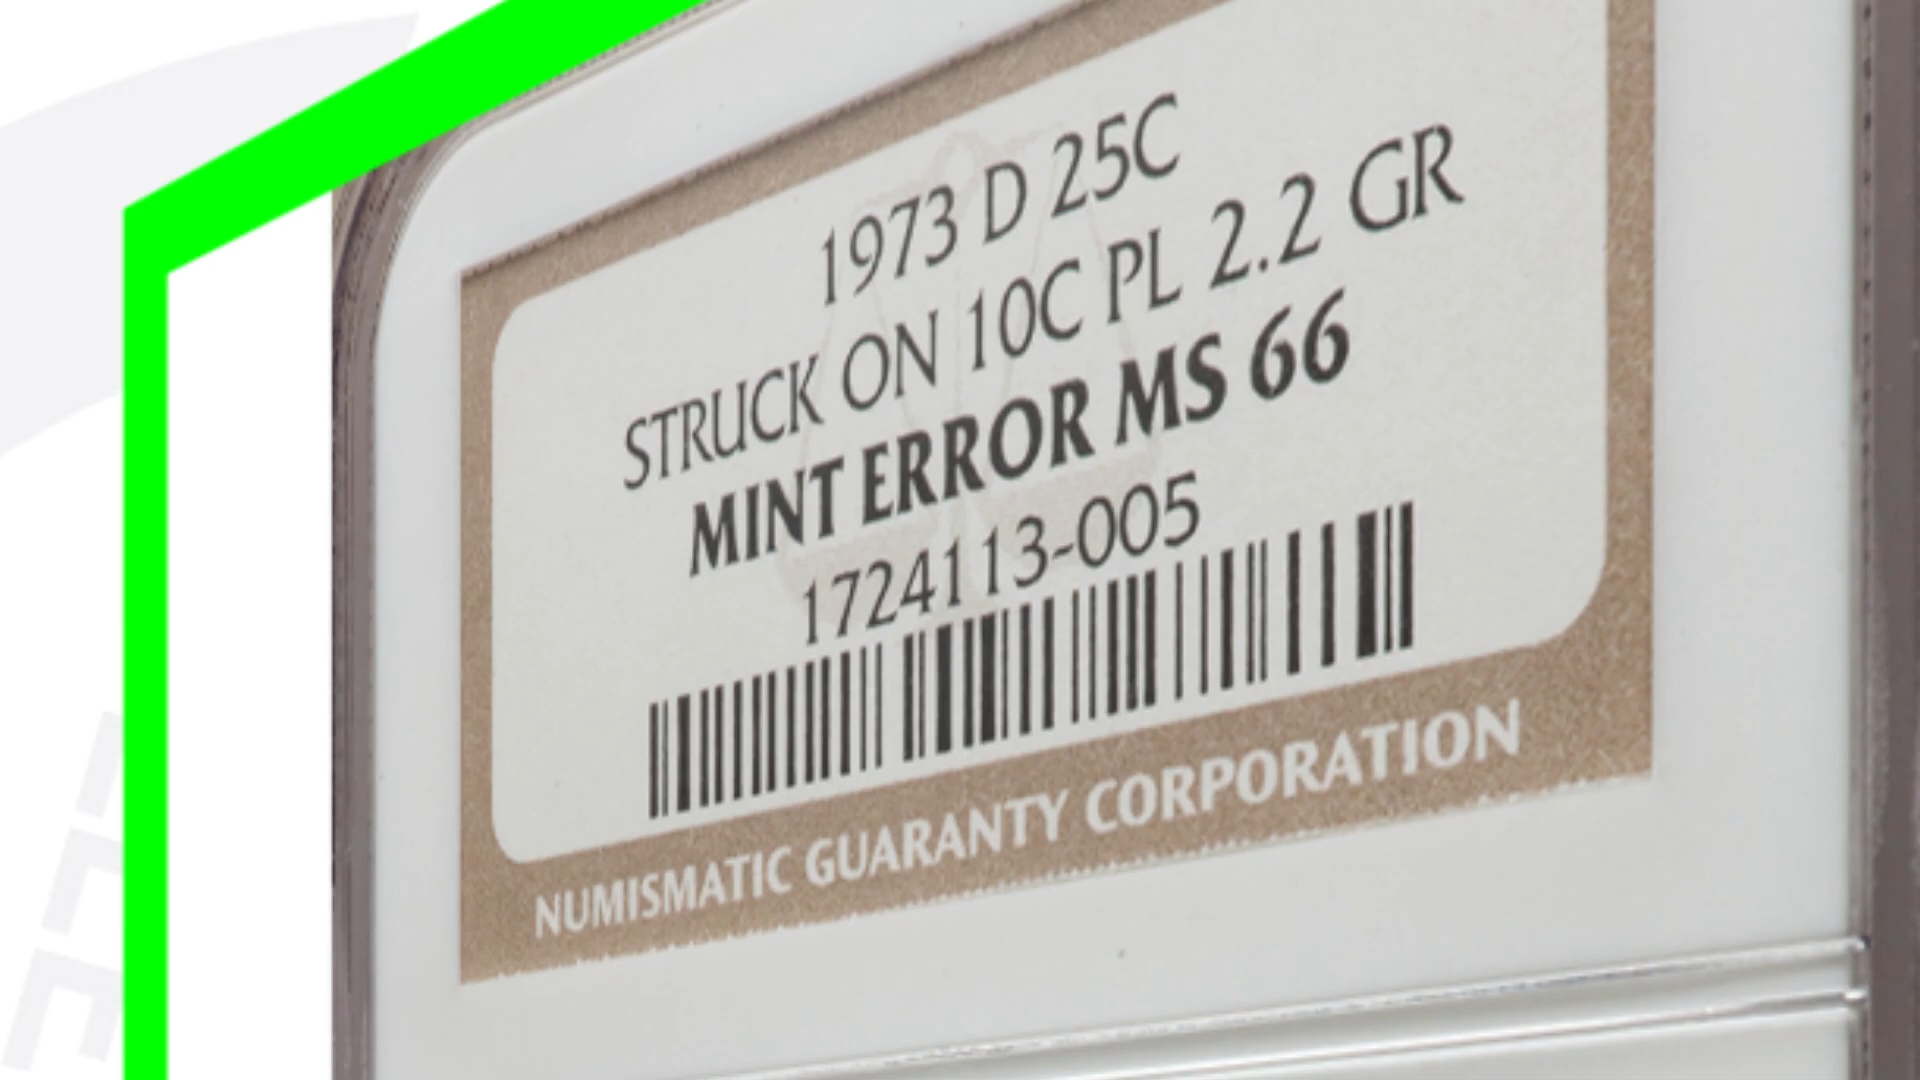 1973 D 25C
STRUCK ON 10C PL 2.2 GR
MINT ERROR MS 66
1724113-005
NUMISMATIC GUARANTY CORPORATION